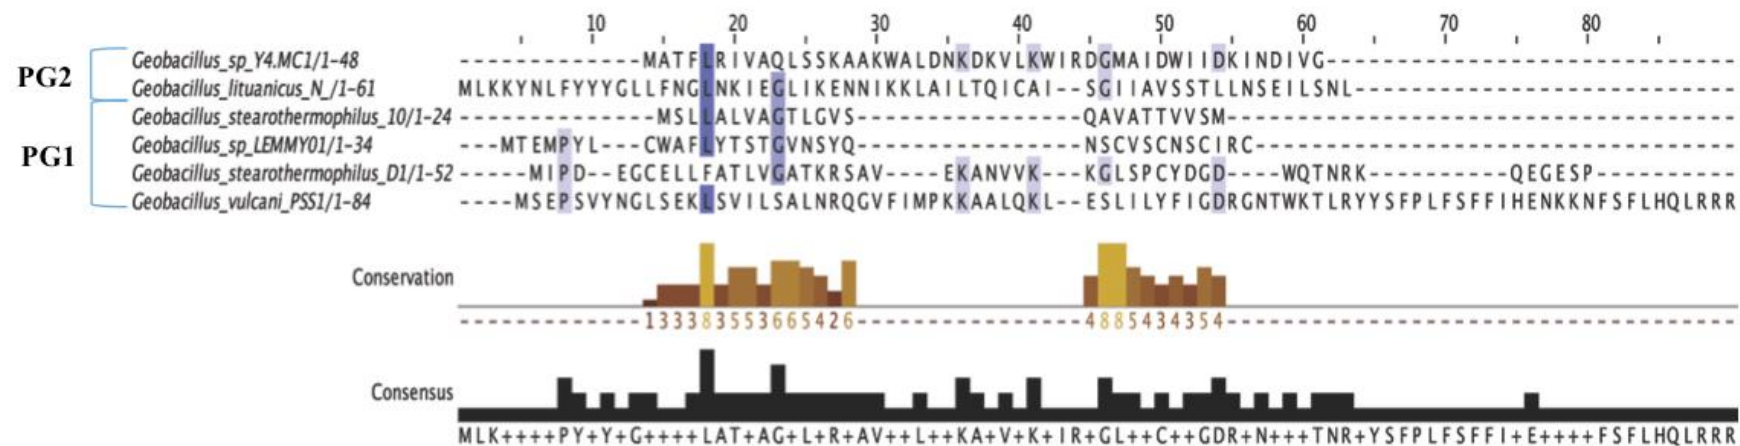 10 20 30 40 50 60 70 80
Geobacillus_sp_Y4.MC1/1-48 -------------MATFLRIVAQLSSKAAKWALDNKDKVLKWIRDGMAIDWIIDKINDIVG-----------------------------
PG2
Geobacillus_lituanicus_N_/1-61 MLKKYNLFYYYGLLFNGLNKIEGLIKENNIKKLAILTQICAI--SGIIAVSSTLLNSEILSNL---------------------------
Geobacillus_stearothermophilus_10/1-24 --------------MSLLALVAGTLGVS----------------QAVATTVVSM------------------------------------
Geobacillus_sp_LEMMY01/1-34 ---MTEMPYL---CWAFLYTSTGVNSYQ----------------NSCVSCNSCIRC----------------------------------
PG1
Geobacillus_stearothermophilus_D1/1-52 -----MIPD--EGCELLFATLVGATKRSAV----EKANVVK---KGLSPCYDGD----WQTNRK----------QEGESP----------
Geobacillus_vulcani_PSS1/1-84 ----MSEPSVYNGLSEKLSVILSALNRQGVFIMPKKAALQKL--ESLILYFIGDRGNTWKTLRYYSFPLFSFFIHENKKNFSFLHQLRRR
Conservation
-------------133383553665426----------------4885434354------------------------------------
Consensus
MLK++++PY+Y+G++++LAT+AG+L+R+AV++L++KA+V+K+IR+GL++C++GDR+N+++TNR+YSFPLFSFFI+E++++FSFLHQLRRR